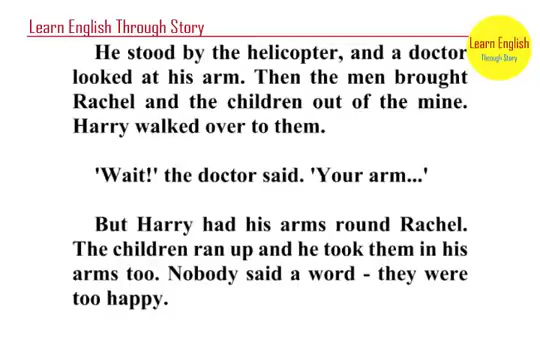 Learn English Through Story
He stood by the helicopter, and a doctor
looked at his arm. Then the men brought
Rachel and the children out of the mine.
Harry walked over to them.
'Wait!' the doctor said. 'Your arm...'
But Harry had his arms round Rachel.
The children ran up and he took them in his
arms too. Nobody said a word - they were
too happy.
Learn English
Through Story